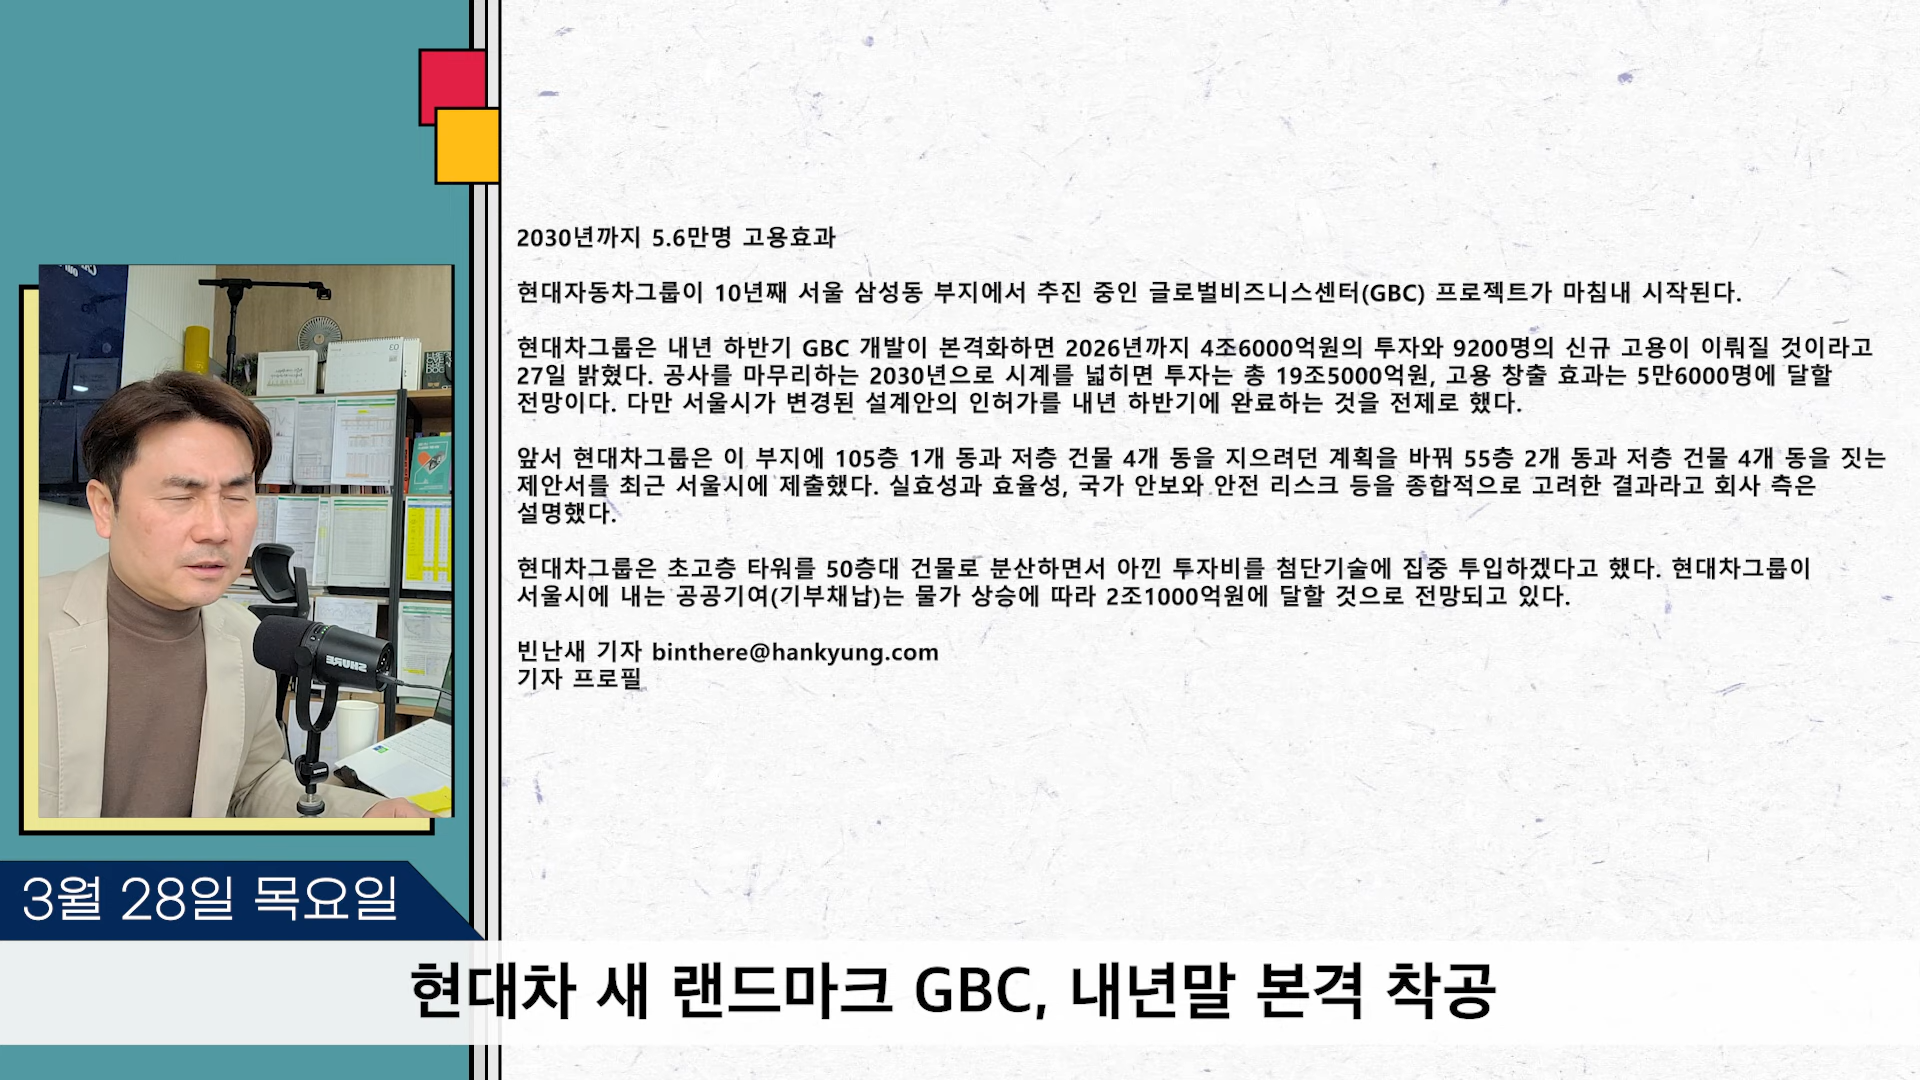 2030년까지 5.6만명 고용효과
현대자동차그룹이 10년째 서울 삼성동 부지에서 추진 중인 글로벌비즈니스센터(GBC) 프로젝트가 마침내 시작된다.
현대차그룹은 내년 하반기 GBC 개발이 본격화하면 2026년까지 4조6000억원의 투자와 9200명의 신규 고용이 이뤄질 것이라고
27일 밝혔다. 공사를 마무리하는 2030년으로 시계를 넓히면 투자는 총 19조5000억원, 고용 창출 효과는 5만6000명에 달할
전망이다. 다만 서울시가 변경된 설계안의 인허가를 내년 하반기에 완료하는 것을 전제로 했다.
앞서 현대차그룹은 이 부지에 105층 1개 동과 저층 건물 4개 동을 지으려던 계획을 바꿔 55층 2개 동과 저층 건물 4개 동을 짓는
제안서를 최근 서울시에 제출했다. 실효성과 효율성, 국가 안보와 안전 리스크 등을 종합적으로 고려한 결과라고 회사 측은
설명했다.
현대차그룹은 초고층 타워를 50층대 건물로 분산하면서 아낀 투자비를 첨단기술에 집중 투입하겠다고 했다. 현대차그룹이
서울시에 내는 공공기여(기부채납)는 물가 상승에 따라 2조1000억원에 달할 것으로 전망되고 있다.
빈난새 기자 binthere@hankyung.com
기자 프로필
SHURE
3월 28일 목요일
현대차 새 랜드마크 GBC, 내년말 본격 착공